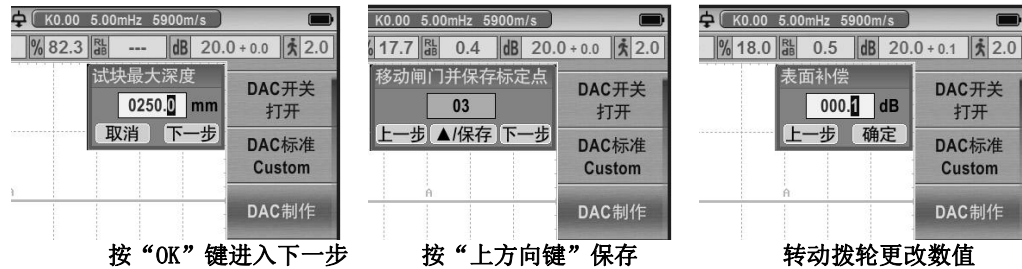 K0.00 5.00mHz 5900m/s
% 82.3 RL dB --- dB 20.0 + 0.0 2.0
试块最大深度
0250.0 mm
取消 下一步
DAC开关
打开
DAC标准
Custom
DAC制作
A
按“OK”键进入下一步
K0.00 5.00mHz 5900m/s
% 17.7 RL dB 0.4 dB 20.0 + 0.0 2.0
移动闸门并保存标定点
03
上一步 ▲/保存 下一步
DAC开关
打开
DAC标准
Custom
DAC制作
A
按“上方向键”保存
K0.00 5.00mHz 5900m/s
% 18.0 RL dB 0.5 dB 20.0 + 0.1 2.0
表面补偿
000.1 dB
上一步 确定
DAC开关
打开
DAC标准
Custom
DAC制作
A
转动拨轮更改数值